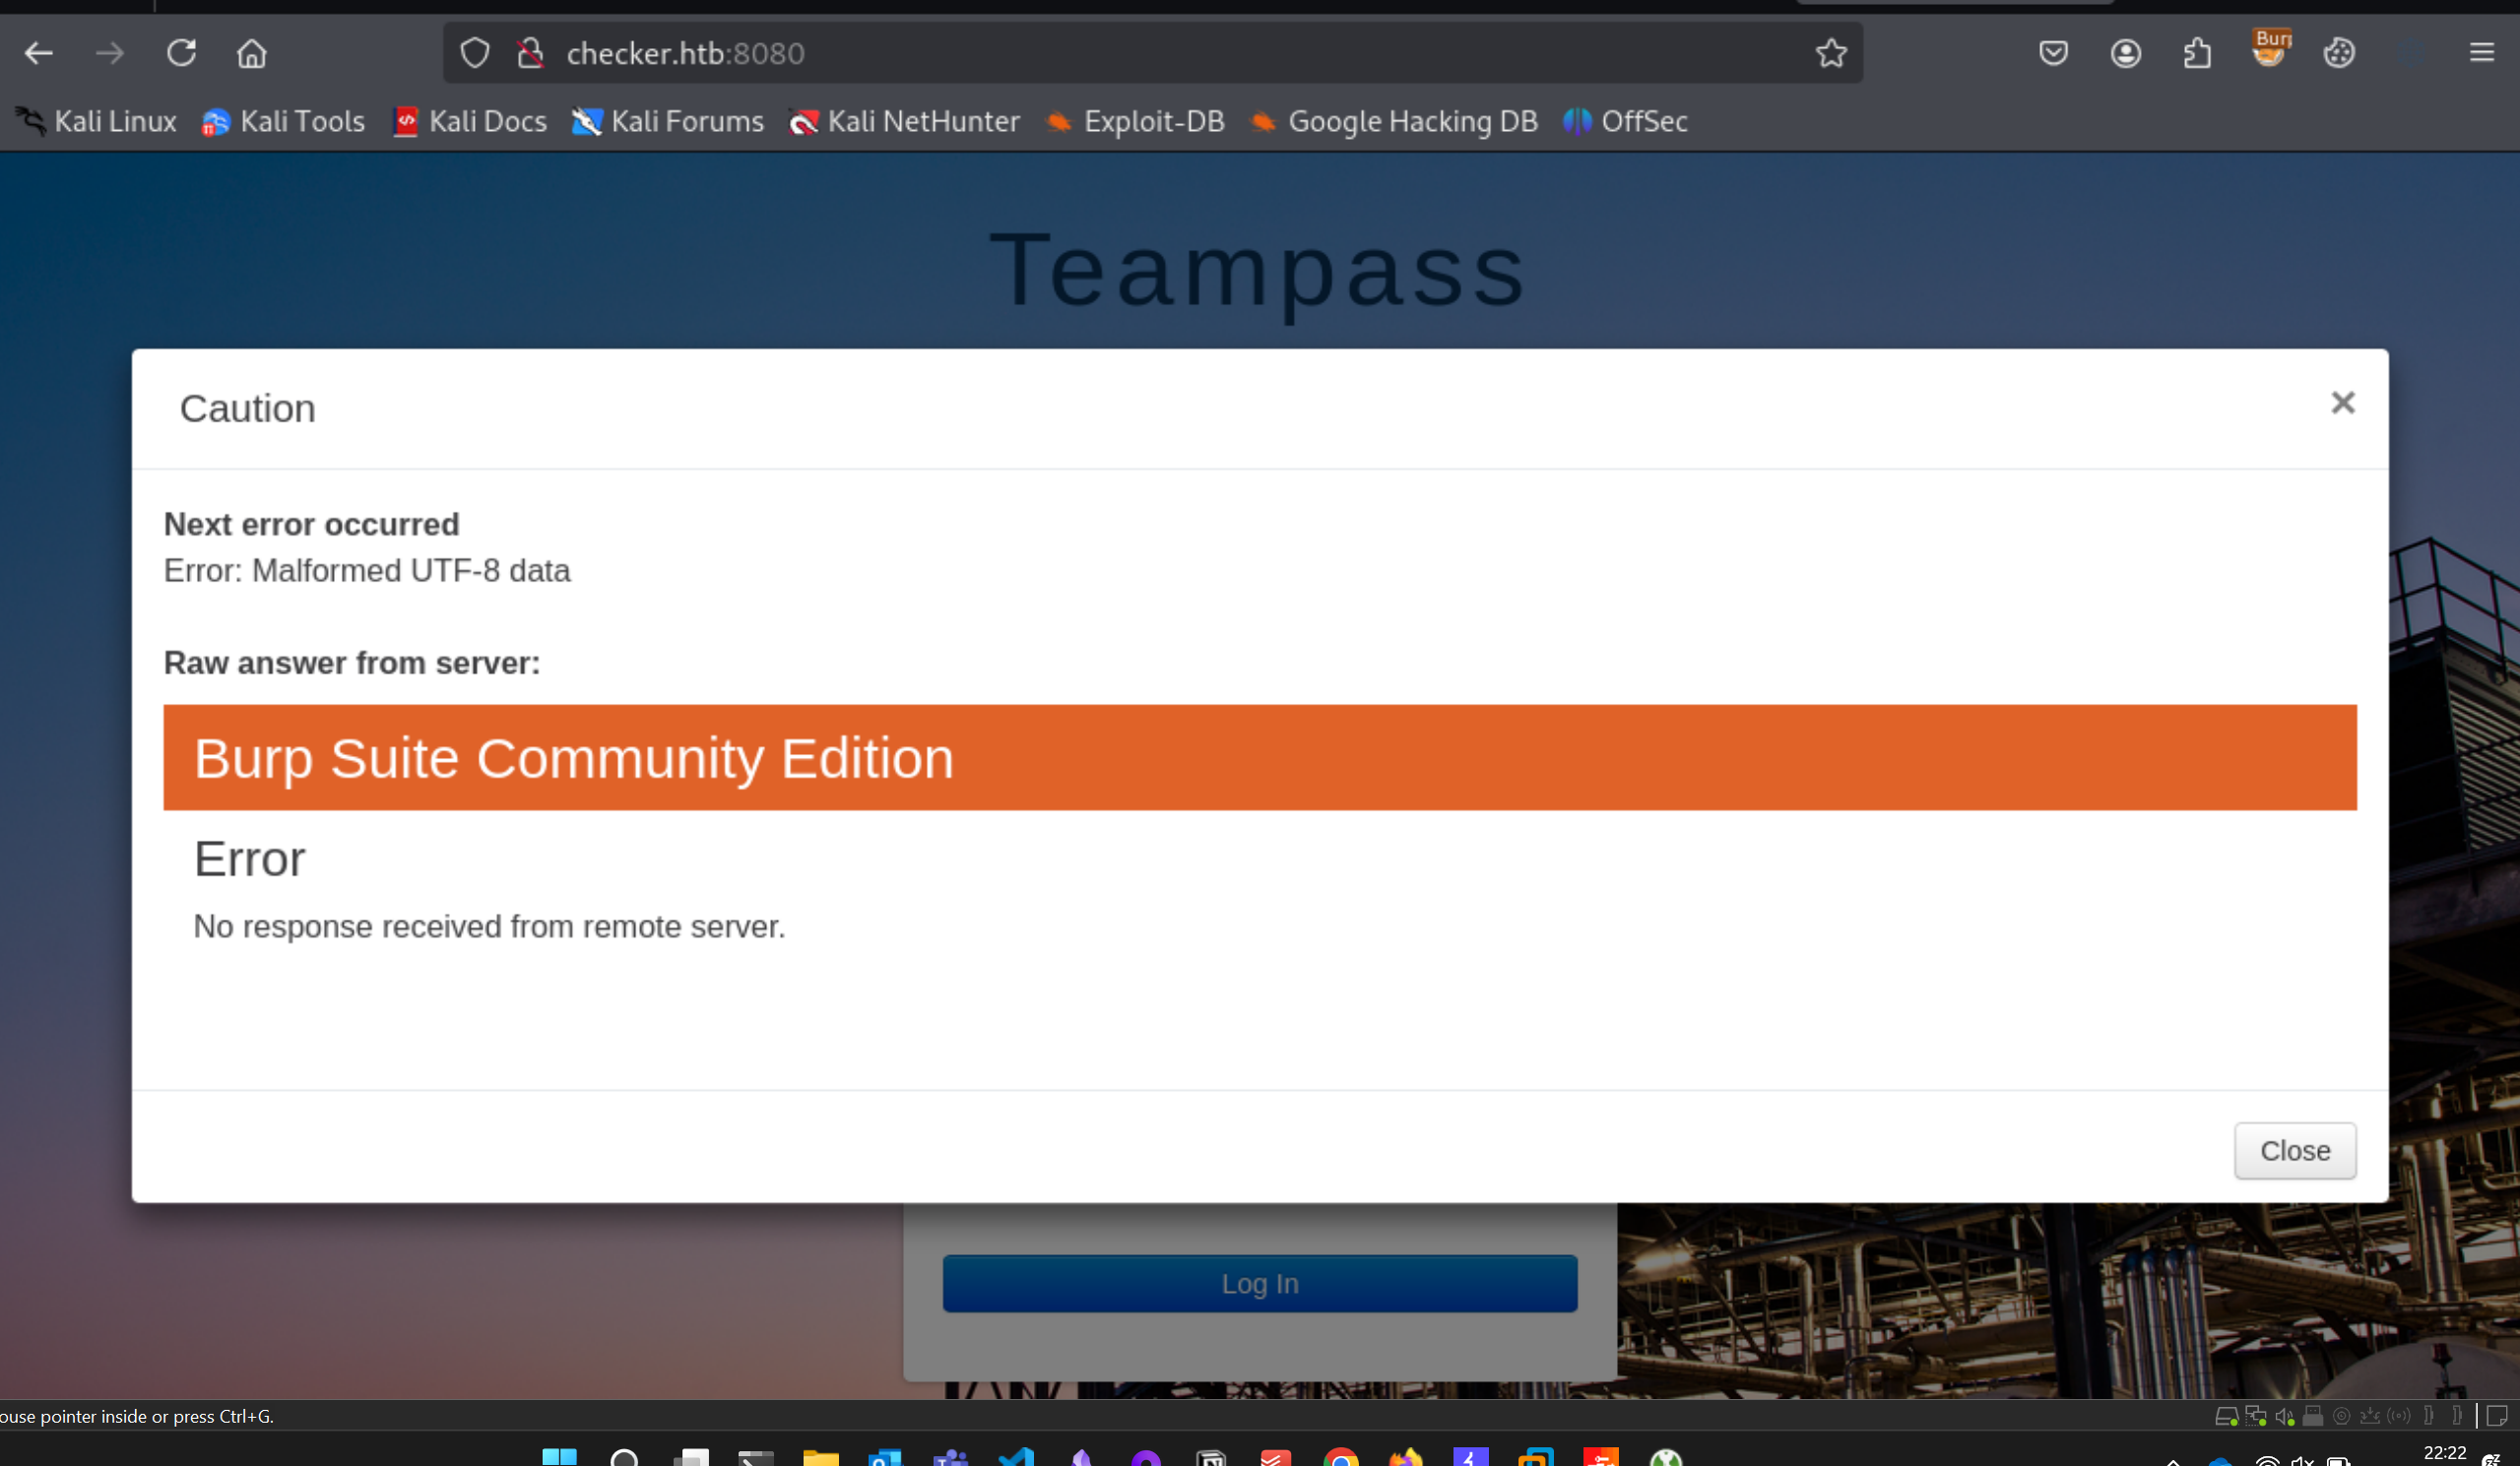 checker.htb:8080
Burp
Kali Linux Kali Tools Kali Docs Kali Forums Kali NetHunter Exploit-DB Google Hacking DB OffSec
Teampass
Caution
×
Next error occurred
Error: Malformed UTF-8 data
Raw answer from server:
Burp Suite Community Edition
Error
No response received from remote server.
Close
Log In
ouse pointer inside or press Ctrl+G.
22:22